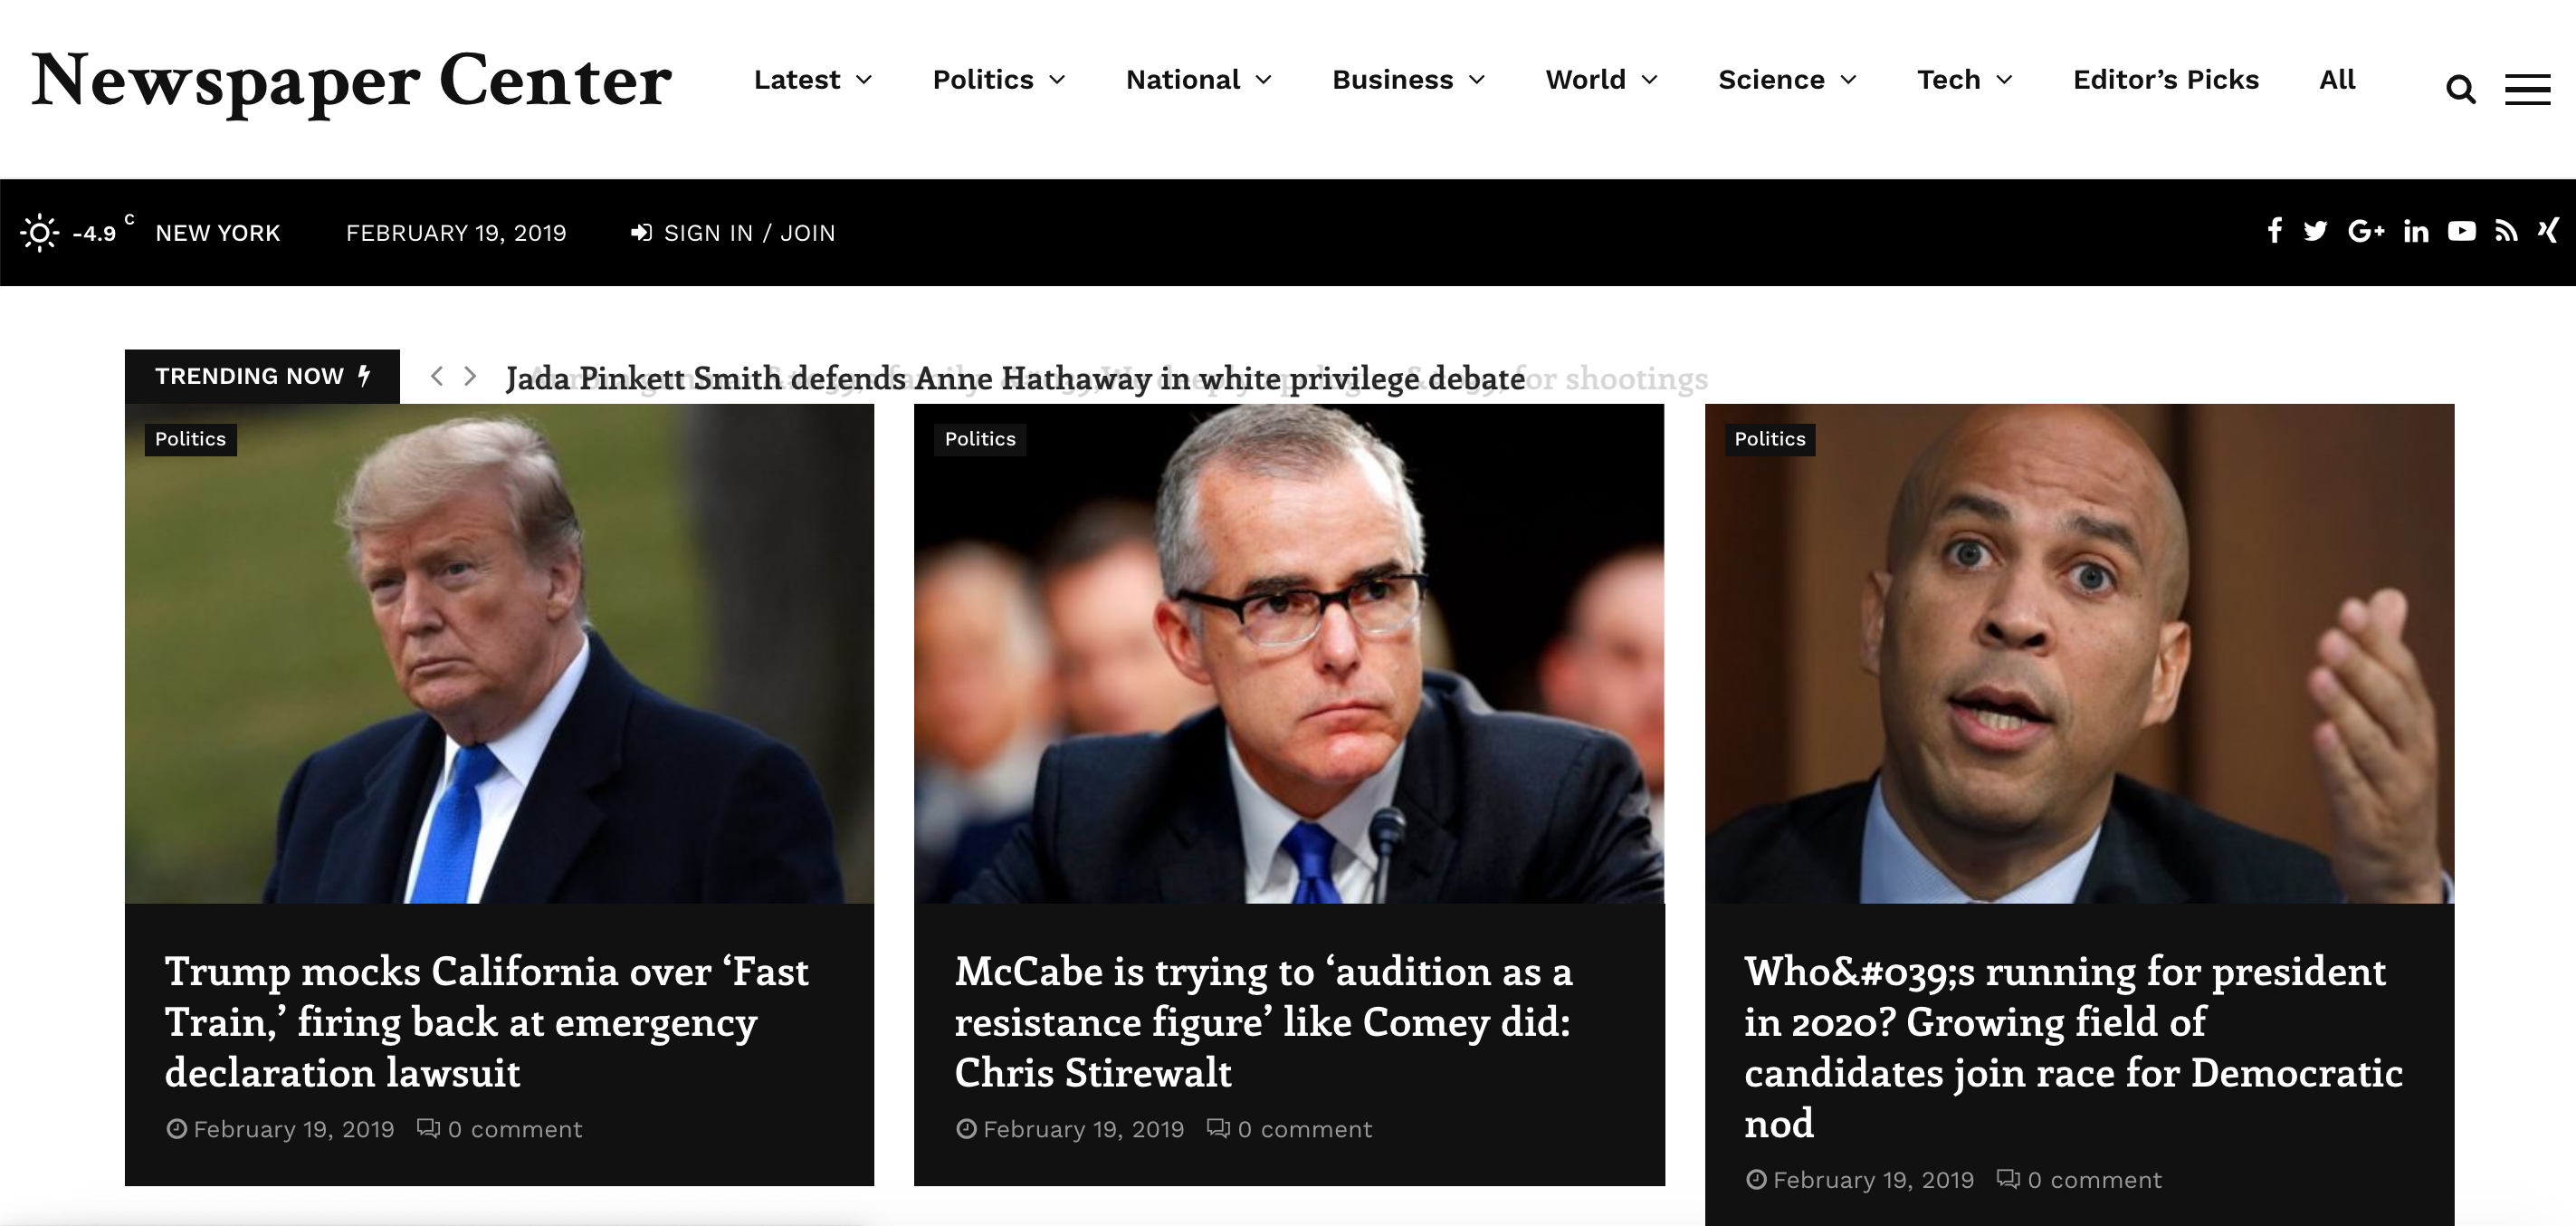 Newspaper Center
Latest Politics National Business World Science Tech Editor’s Picks All
-4.9 C NEW YORK FEBRUARY 19, 2019 SIGN IN / JOIN
TRENDING NOW Jada Pinkett Smith defends Anne Hathaway in white privilege debate
for shootings
Politics
Politics
Politics
Trump mocks California over ‘Fast
Train,’ firing back at emergency
declaration lawsuit
February 19, 2019 0 comment
McCabe is trying to ‘audition as a
resistance figure’ like Comey did:
Chris Stirewalt
February 19, 2019 0 comment
Who&#039;s running for president
in 2020? Growing field of
candidates join race for Democratic
nod
February 19, 2019 0 comment